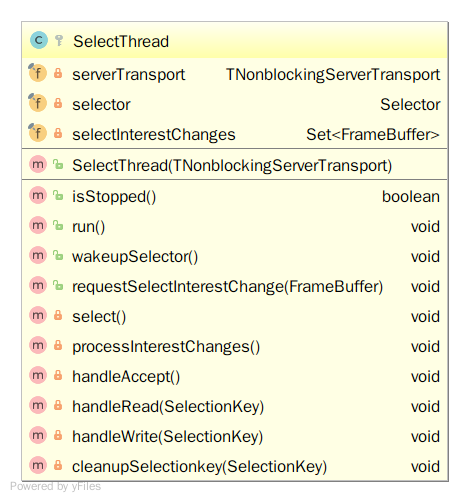 SelectThread
serverTransport TNonblockingServerTransport
selector Selector
selectInterestChanges Set<FrameBuffer>
SelectThread(TNonblockingServerTransport)
isStopped() boolean
run() void
wakeupSelector() void
requestSelectInterestChange(FrameBuffer) void
select() void
processInterestChanges() void
handleAccept() void
handleRead(SelectionKey) void
handleWrite(SelectionKey) void
cleanupSelectionkey(SelectionKey) void
Powered by yFiles